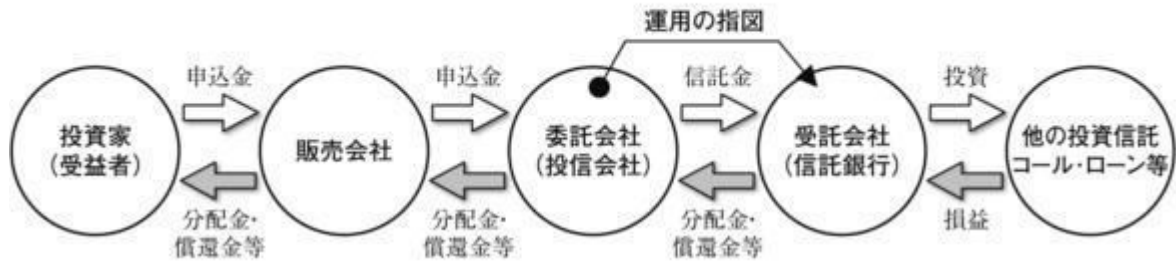 運用の指図
申込金
申込金
信託金
投資
投資家
(受益者)
販売会社
委託会社
(投信会社)
受託会社
(信託銀行)
他の投資信託
コール・ローン等
分配金・
償還金等
分配金・
償還金等
分配金・
償還金等
損益